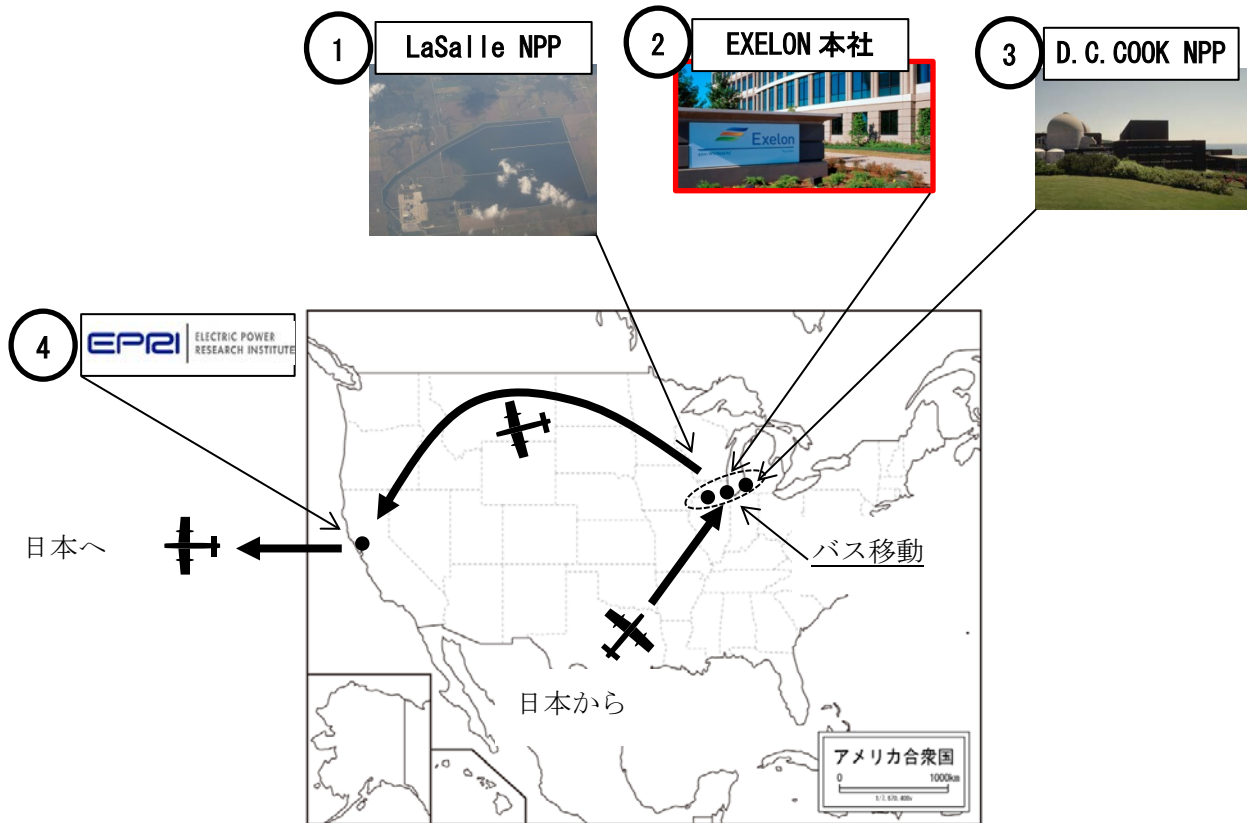 1
LaSalle NPP
2
EXELON 本社
3
D.C.COOK NPP
Exelon
4
EPRI
ELECTRIC POWER
RESEARCH INSTITUTE
日本へ
バス移動
日本から
アメリカ合衆国
0 1000km